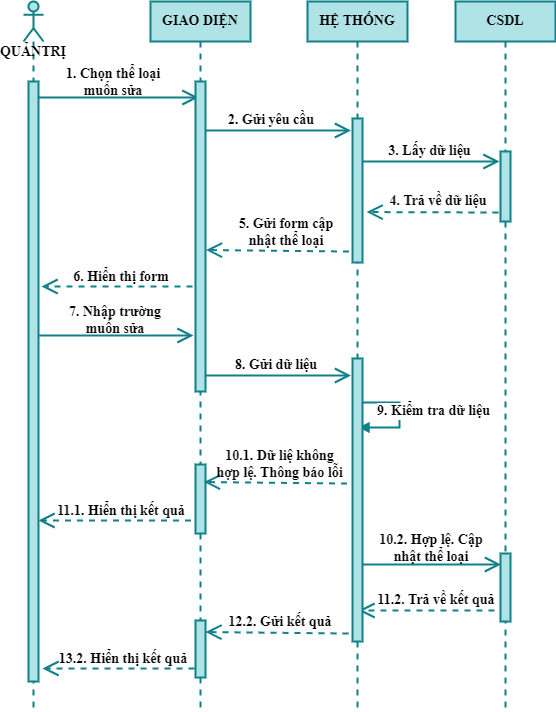 GIAO DIỆN
HỆ THỐNG
CSDL
QUẢNTRỊ
1. Chọn thể loại
muốn sửa
2. Gửi yêu cầu
3. Lấy dữ liệu
4. Trả về dữ liệu
5. Gửi form cập
nhật thể loại
6. Hiển thị form
7. Nhập trường
muốn sửa
8. Gửi dữ liệu
9. Kiểm tra dữ liệu
10.1. Dữ liệ không
hợp lệ. Thông báo lỗi
11.1. Hiển thị kết quả
10.2. Hợp lệ. Cập
nhật thể loại
11.2. Trả về kết quả
12.2. Gửi kết quả
13.2. Hiển thị kết quả